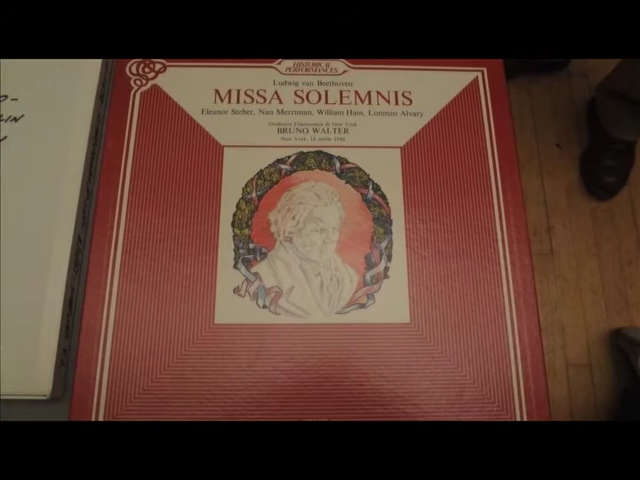 HISTORICAL
PERFORMANCES
Ludwig van Beethoven
MISSA SOLEMNIS
Eleanor Steber, Nan Merriman, William Hain, Lorenzo Alvary
Orchestra Filarmonica di New York
BRUNO WALTER
New York, 18 aprile 1948
O-
LIN